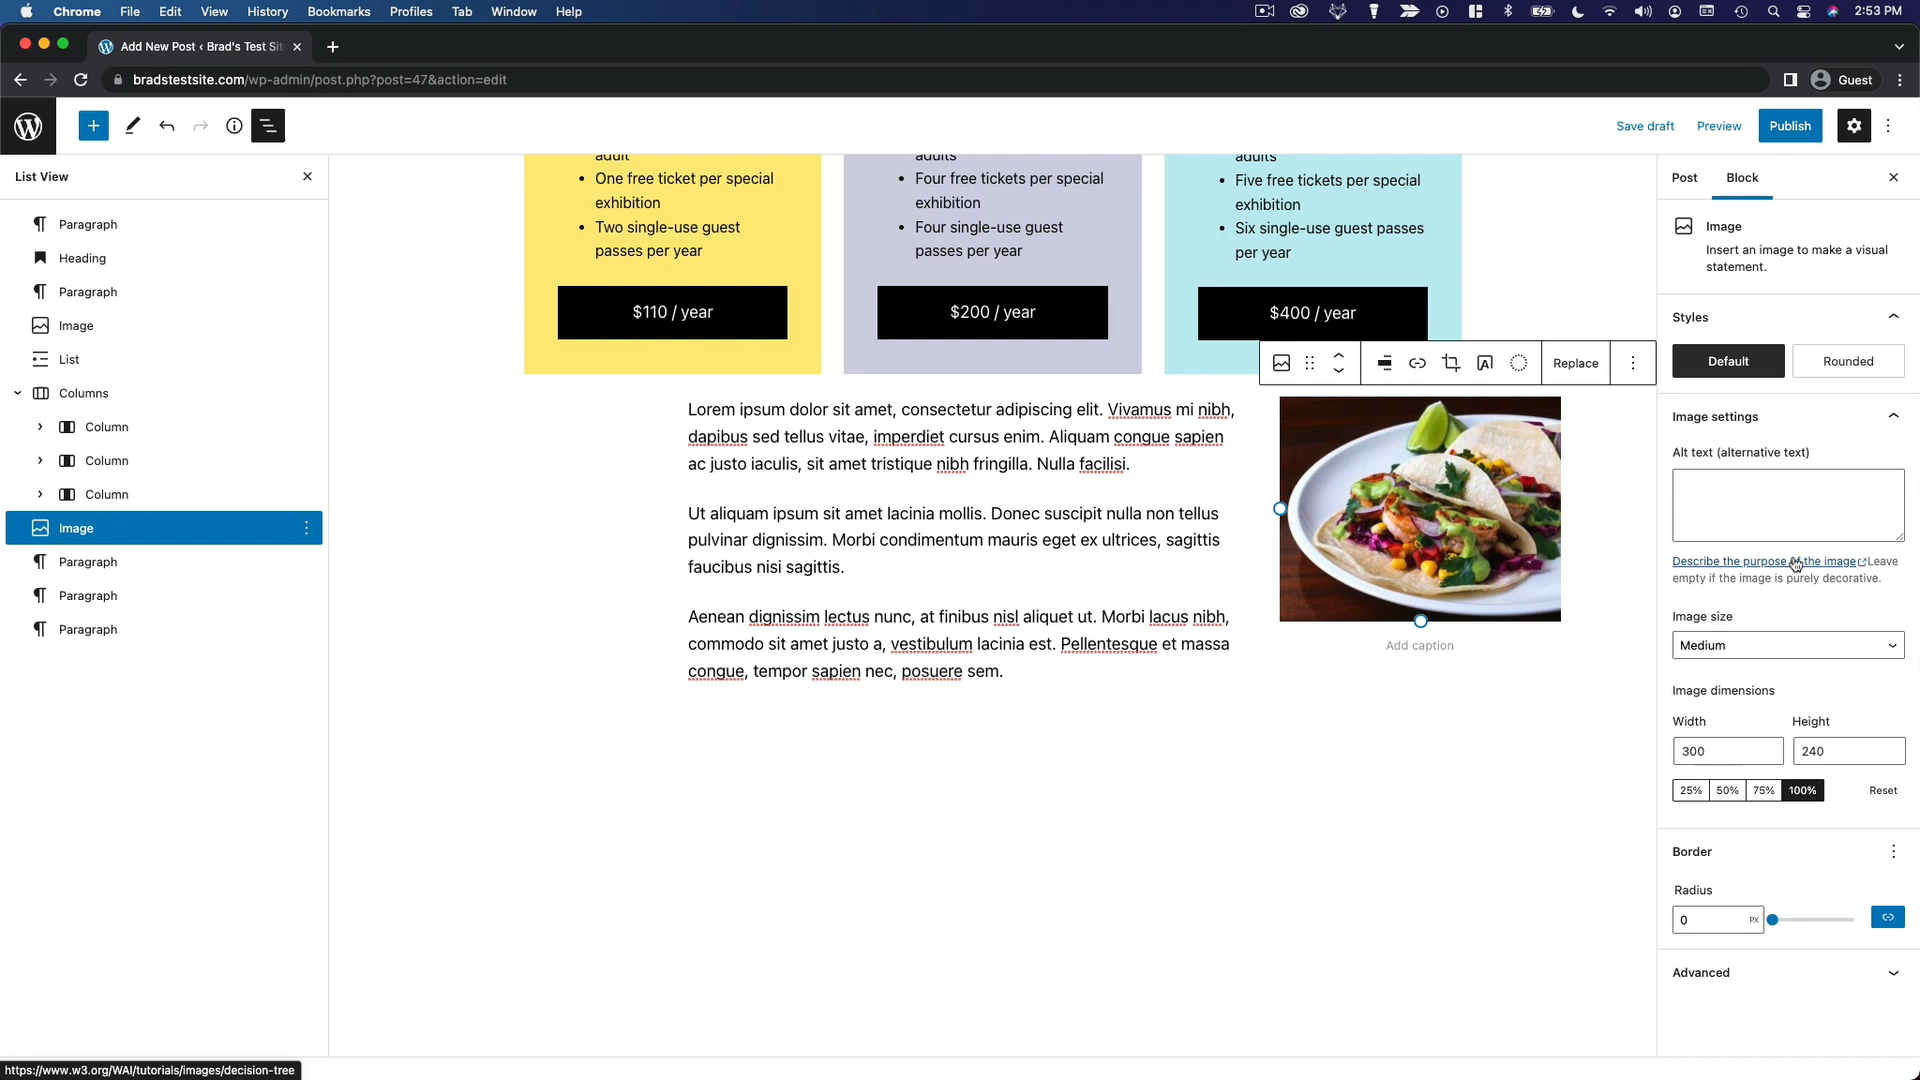 Chrome File Edit View History Bookmarks Profiles Tab Window Help 2:53 PM
Add New Post ‹ Brad's Test Sit
bradstestsite.com/wp-admin/post.php?post=47&action=edit Guest
Save draft Preview Publish
List View
Paragraph
Heading
Paragraph
Image
List
Columns
Column
Column
Column
Image
Paragraph
Paragraph
Paragraph
adult
• One free ticket per special
exhibition
• Two single-use guest
passes per year
$110 / year
adults
• Four free tickets per special
exhibition
• Four single-use guest
passes per year
$200 / year
adults
• Five free tickets per special
exhibition
• Six single-use guest passes
per year
$400 / year
Replace
Lorem ipsum dolor sit amet, consectetur adipiscing elit. Vivamus mi nibh,
dapibus sed tellus vitae, imperdiet cursus enim. Aliquam congue sapien
ac justo iaculis, sit amet tristique nibh fringilla. Nulla facilisi.
Ut aliquam ipsum sit amet lacinia mollis. Donec suscipit nulla non tellus
pulvinar dignissim. Morbi condimentum mauris eget ex ultrices, sagittis
faucibus nisi sagittis.
Aenean dignissim lectus nunc, at finibus nisl aliquet ut. Morbi lacus nibh,
commodo sit amet justo a, vestibulum lacinia est. Pellentesque et massa
congue, tempor sapien nec, posuere sem.
Add caption
Post Block
Image
Insert an image to make a visual
statement.
Styles
Default Rounded
Image settings
Alt text (alternative text)
Describe the purpose of the image Leave
empty if the image is purely decorative.
Image size
Medium
Image dimensions
Width Height
300 240
25% 50% 75% 100% Reset
Border
Radius
0 PX
Advanced
https://www.w3.org/WAI/tutorials/images/decision-tree